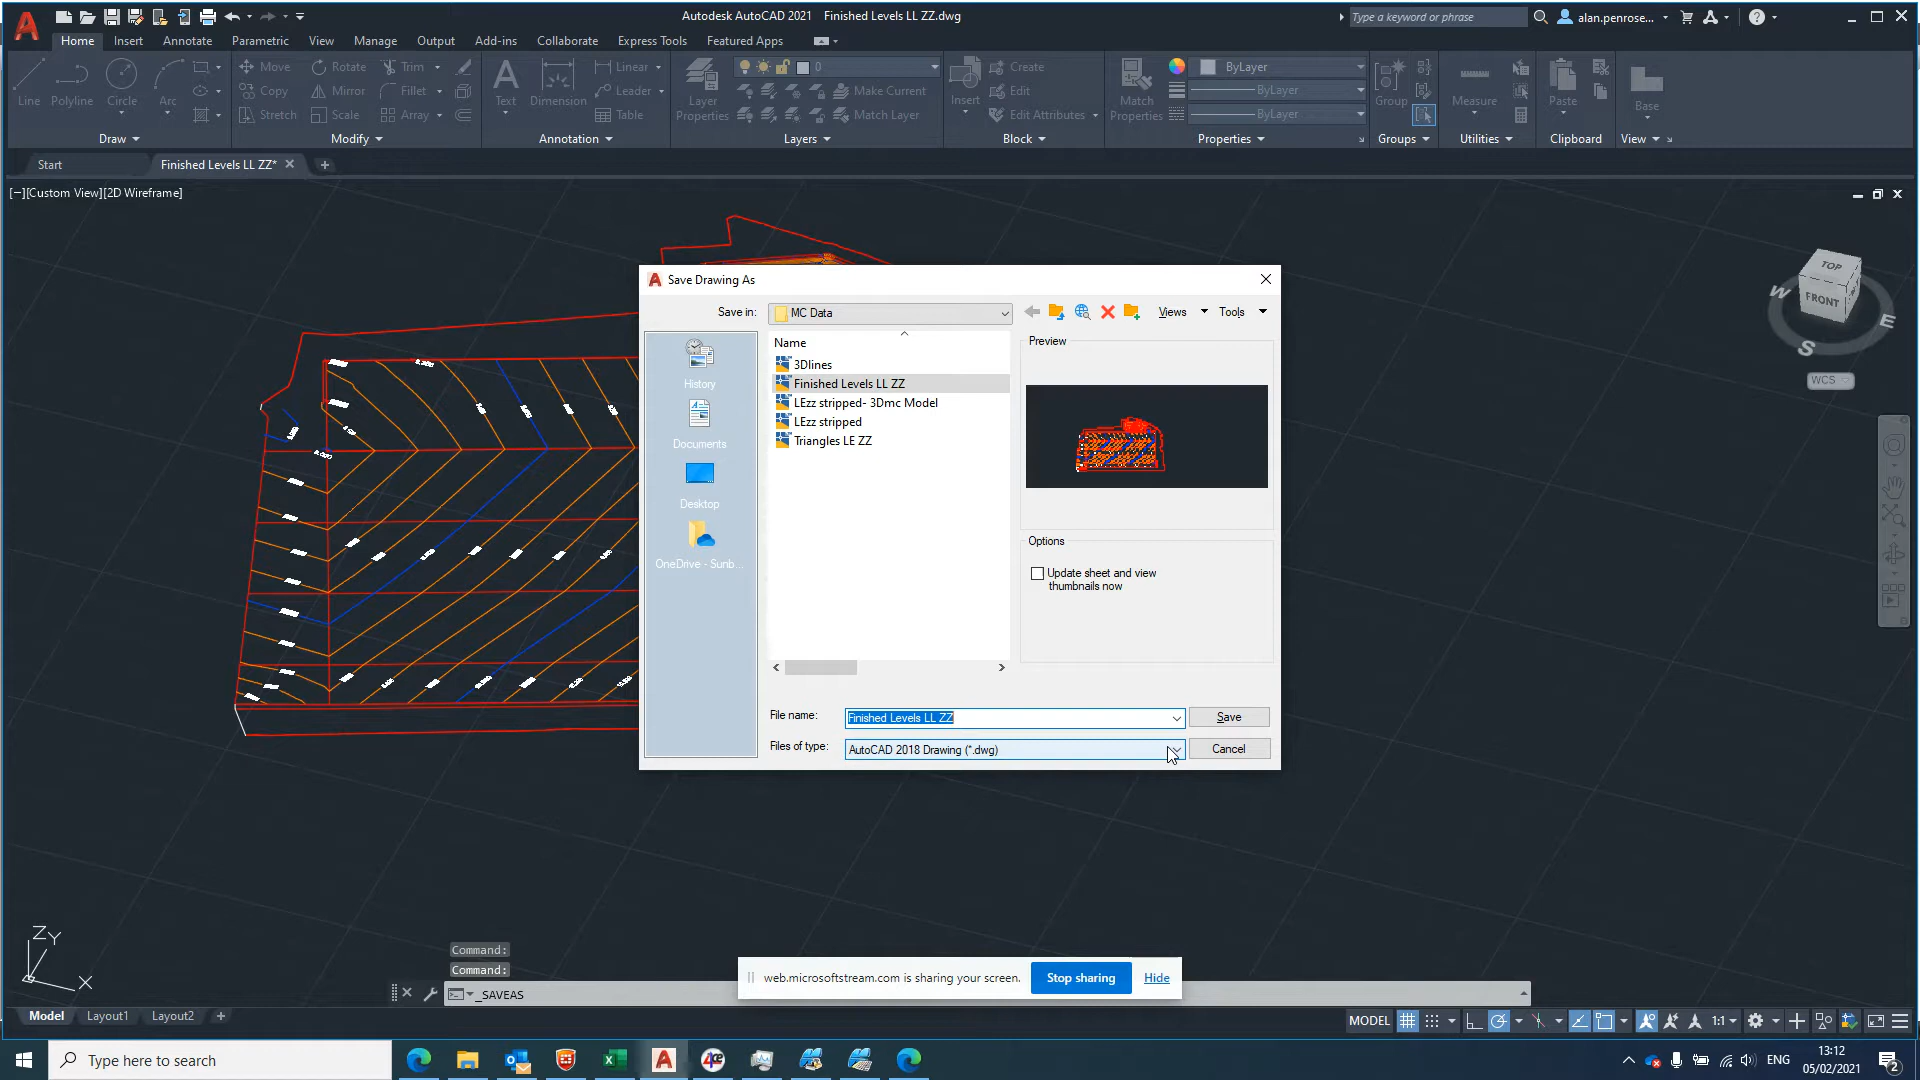 Autodesk AutoCAD 2021 Finished Levels LL ZZ.dwg
Type a keyword or phrase
alan.penrose...
Home Insert Annotate Parametric View Manage Output Add-ins Collaborate Express Tools Featured Apps
Move Rotate Trim Linear 0 Create ByLayer
Line Polyline Circle Arc Copy Mirror Fillet Text Dimension Leader Layer Properties Make Current Insert Edit Match Properties ByLayer Group Measure Paste Base
Stretch Scale Array Table Match Layer Edit Attributes ByLayer
Draw Modify Annotation Layers Block Properties Groups Utilities Clipboard View
Start Finished Levels LL ZZ*
[−][Custom View][2D Wireframe]
TOP
FRONT
W
E
S
WCS
Save Drawing As
Save in: MC Data Views Tools
Name
3Dlines
Finished Levels LL ZZ
LEzz stripped- 3Dmc Model
LEzz stripped
Triangles LE ZZ
History
Documents
Desktop
OneDrive - Sunb...
Preview
Options
Update sheet and view
thumbnails now
File name: Finished Levels LL ZZ Save
Files of type: AutoCAD 2018 Drawing (*.dwg) Cancel
Z Y
X
Command:
Command:
_SAVEAS
web.microsoftstream.com is sharing your screen. Stop sharing Hide
Model Layout1 Layout2
MODEL 1:1
Type here to search
ENG
13:12
05/02/2021
2